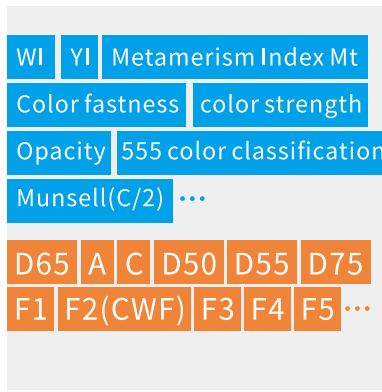 WI YI Metamerism Index Mt
Color fastness color strength
Opacity 555 color classification
Munsell(C/2) ···
D65 A C D50 D55 D75
F1 F2(CWF) F3 F4 F5 ···